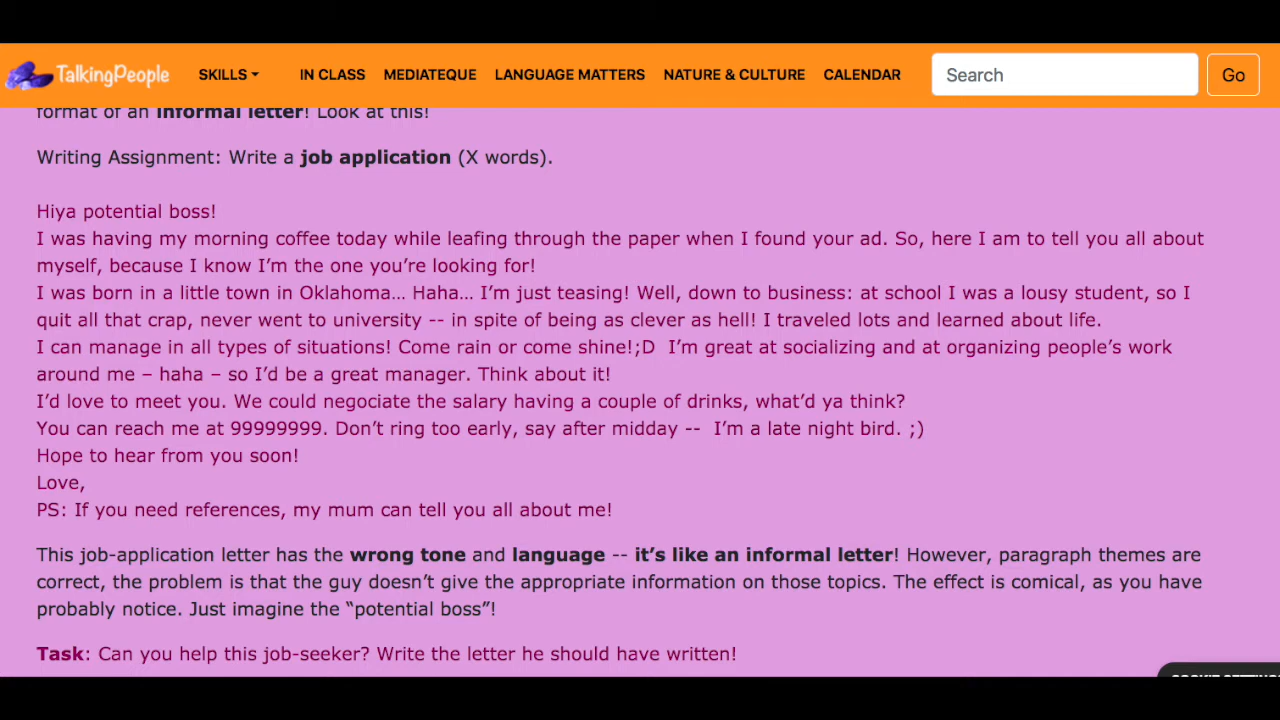 TalkingPeople SKILLS IN CLASS MEDIATEQUE LANGUAGE MATTERS NATURE & CULTURE CALENDAR Search Go
format of an informal letter! Look at this!
Writing Assignment: Write a job application (X words).
Hiya potential boss!
I was having my morning coffee today while leafing through the paper when I found your ad. So, here I am to tell you all about
myself, because I know I’m the one you’re looking for!
I was born in a little town in Oklahoma… Haha… I’m just teasing! Well, down to business: at school I was a lousy student, so I
quit all that crap, never went to university -- in spite of being as clever as hell! I traveled lots and learned about life.
I can manage in all types of situations! Come rain or come shine!;D I’m great at socializing and at organizing people’s work
around me – haha – so I’d be a great manager. Think about it!
I’d love to meet you. We could negociate the salary having a couple of drinks, what’d ya think?
You can reach me at 99999999. Don’t ring too early, say after midday -- I’m a late night bird. ;)
Hope to hear from you soon!
Love,
PS: If you need references, my mum can tell you all about me!
This job-application letter has the wrong tone and language -- it’s like an informal letter! However, paragraph themes are
correct, the problem is that the guy doesn’t give the appropriate information on those topics. The effect is comical, as you have
probably notice. Just imagine the “potential boss”!
Task: Can you help this job-seeker? Write the letter he should have written!